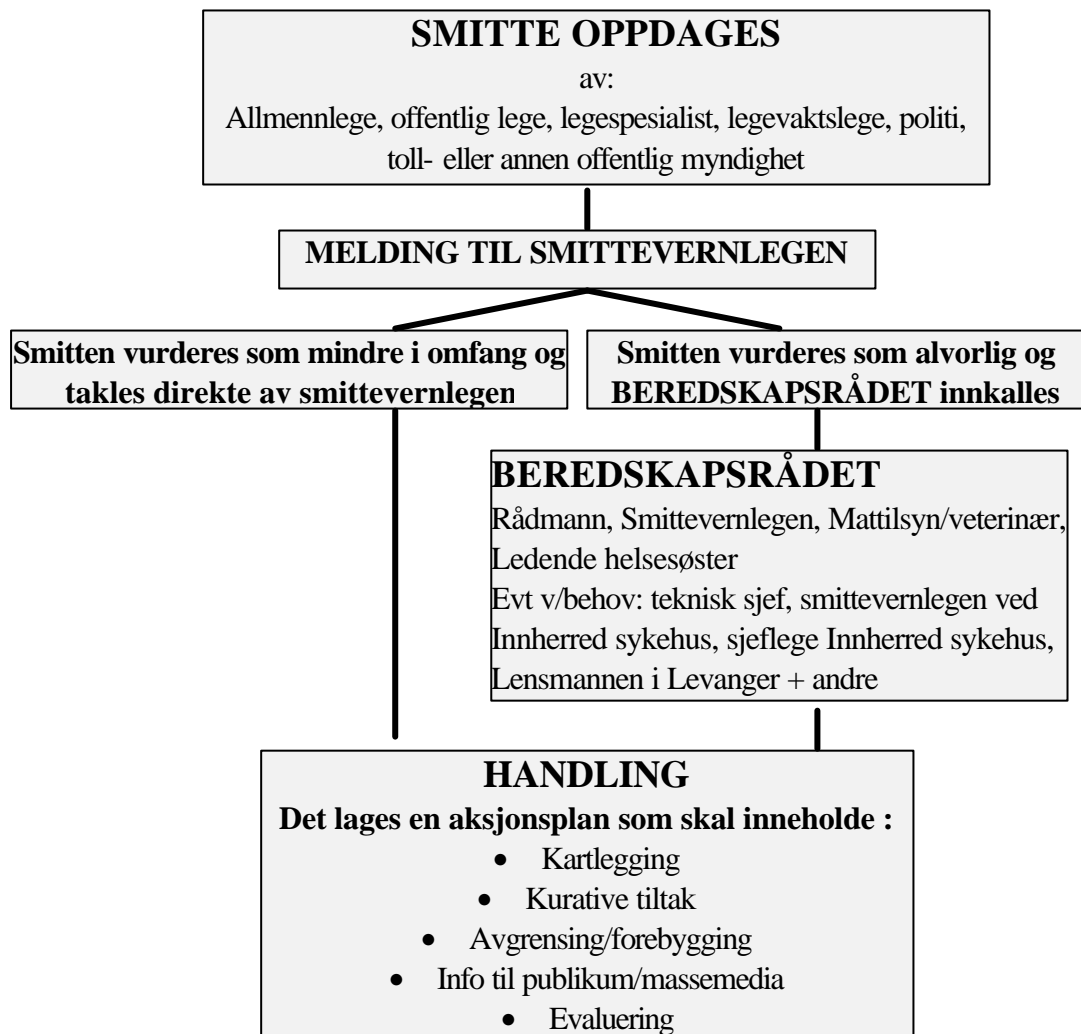 SMITTE OPPDAGES
av:
Allmennlege, offentlig lege, legespesialist, legevaktslege, politi,
toll- eller annen offentlig myndighet
MELDING TIL SMITTEVERNLEGEN
Smitten vurderes som mindre i omfang og
takles direkte av smittevernlegen
Smitten vurderes som alvorlig og
BEREDSKAPSRÅDET innkalles
BEREDSKAPSRÅDET
Rådmann, Smittevernlegen, Mattilsyn/veterinær,
Ledende helsesøster
Evt v/behov: teknisk sjef, smittevernlegen ved
Innherred sykehus, sjeflege Innherred sykehus,
Lensmannen i Levanger + andre
HANDLING
Det lages en aksjonsplan som skal inneholde :
• Kartlegging
• Kurative tiltak
• Avgrensing/forebygging
• Info til publikum/massemedia
• Evaluering